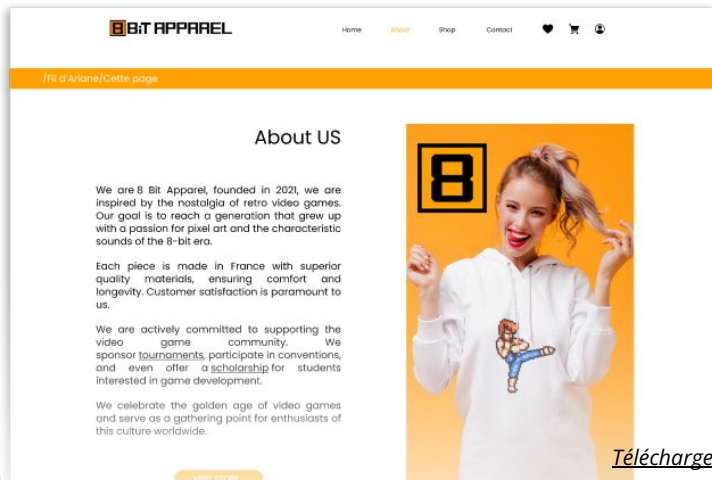 8BiT APPAREL
Home About Shop Contact
/Fil d'Ariane/Cette page
About US
8
We are 8 Bit Apparel, founded in 2021, we are
inspired by the nostalgia of retro video games.
Our goal is to reach a generation that grew up
with a passion for pixel art and the characteristic
sounds of the 8-bit era.
Each piece is made in France with superior
quality materials, ensuring comfort and
longevity. Customer satisfaction is paramount to
us.
We are actively committed to supporting the
video game community. We
sponsor tournaments, participate in conventions,
and even offer a scholarship for students
interested in game development.
We celebrate the golden age of video games
and serve as a gathering point for enthusiasts of
this culture worldwide.
VISIT STORE
Télécharge